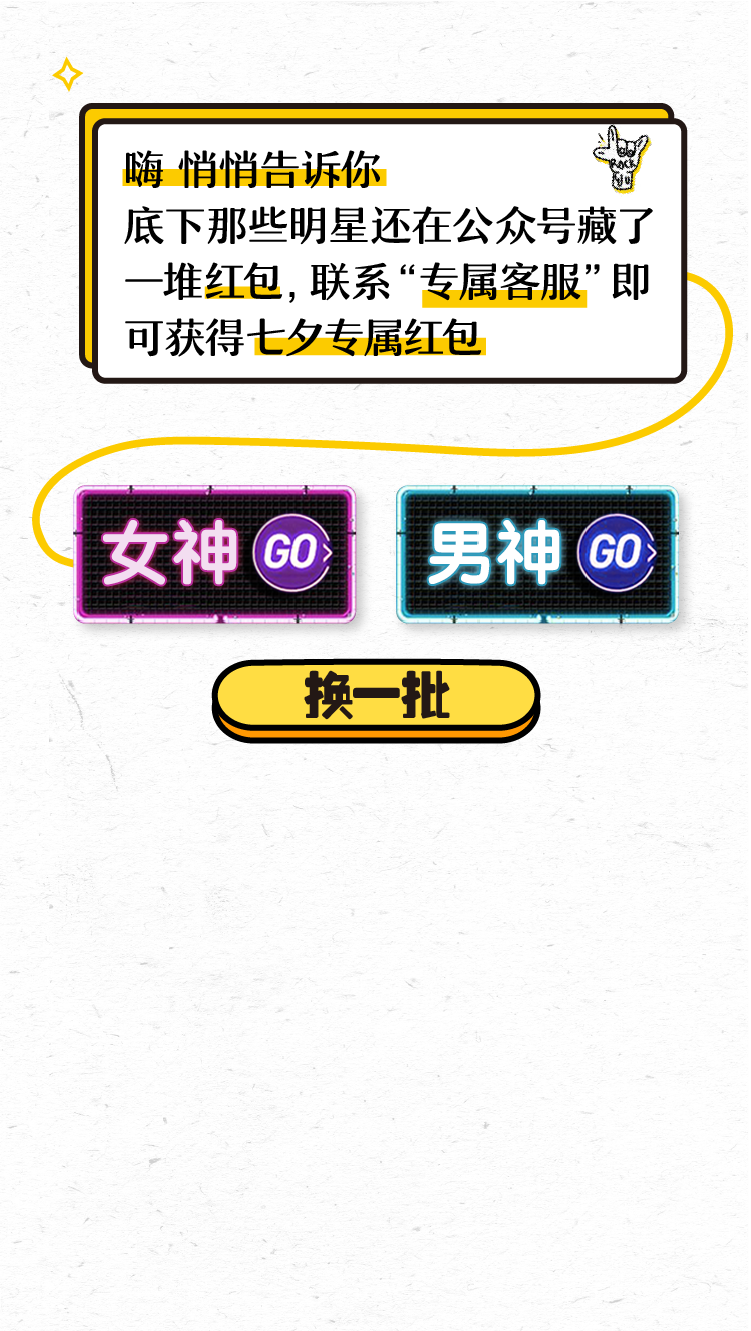 嗨 悄悄告诉你
底下那些明星还在公众号藏了
一堆红包，联系“专属客服”即
可获得七夕专属红包
ROCK
女神 GO
男神 GO
换一批